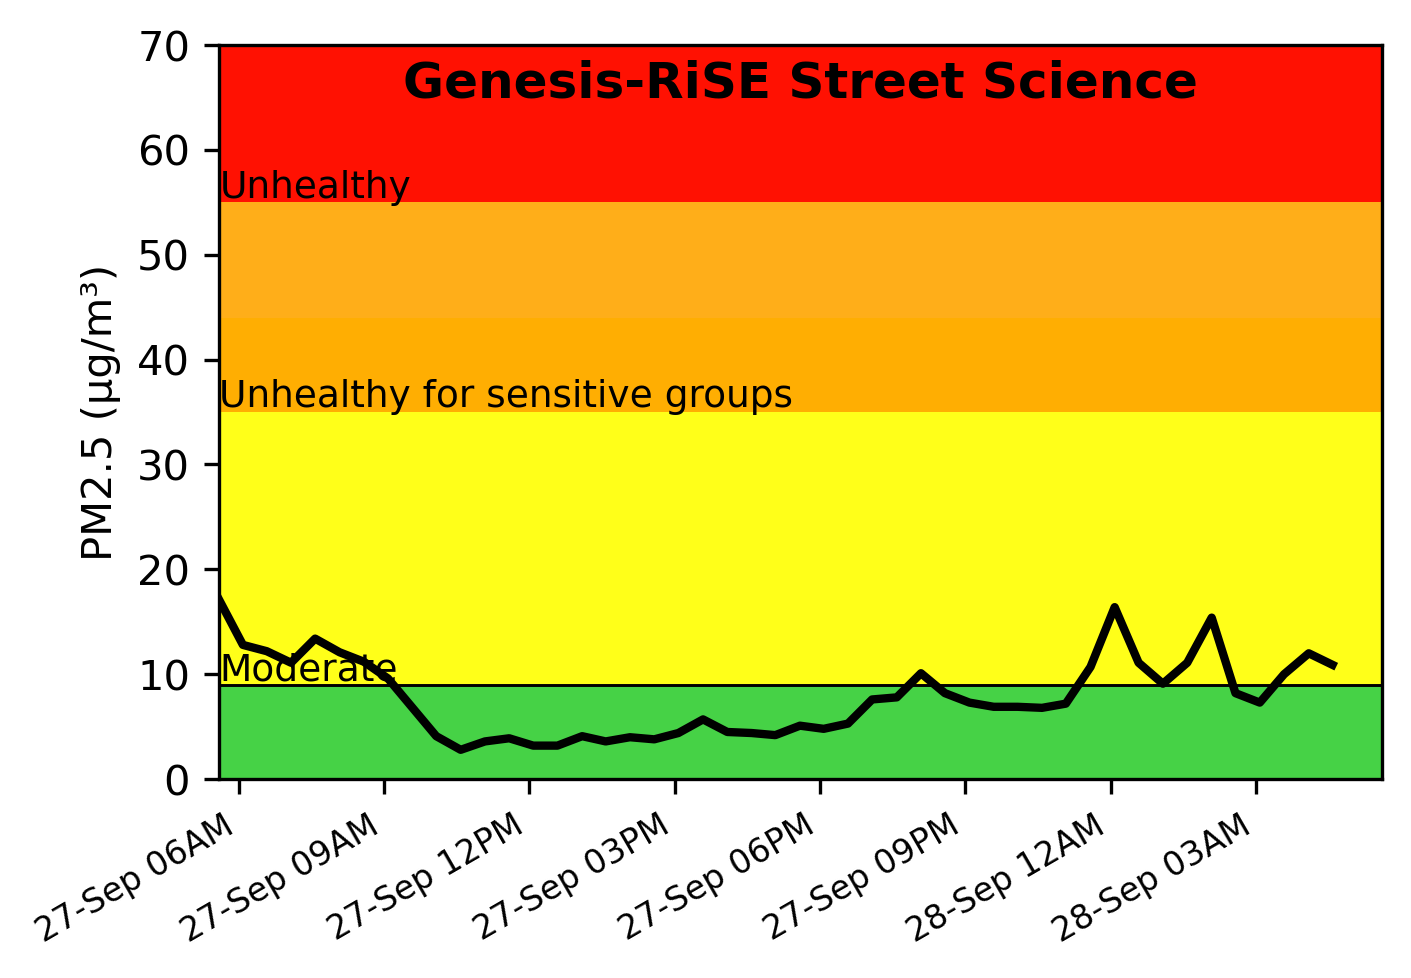 Genesis-RiSE Street Science
70
60
50
40
30
20
10
0
PM2.5 (µg/m³)
Unhealthy
Unhealthy for sensitive groups
Moderate
27-Sep 06AM
27-Sep 09AM
27-Sep 12PM
27-Sep 03PM
27-Sep 06PM
27-Sep 09PM
28-Sep 12AM
28-Sep 03AM